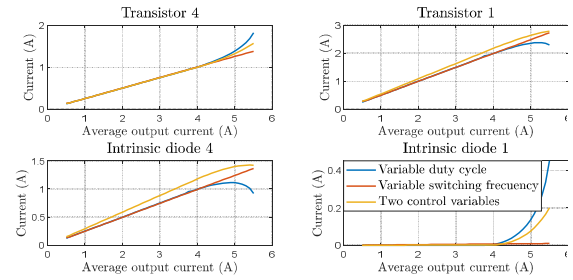 Transistor 4
Current (A)
1
0
0 1 2 3 4 5 6
Average output current (A)
Transistor 1
Current (A)
3
2
1
0
0 1 2 3 4 5 6
Average output current (A)
Intrinsic diode 4
Current (A)
1.5
1
0.5
0
0 1 2 3 4 5 6
Average output current (A)
Intrinsic diode 1
Current (A)
0.4
0.2
0
0 1 2 3 4 5 6
Average output current (A)
Variable duty cycle
Variable switching frecuency
Two control variables